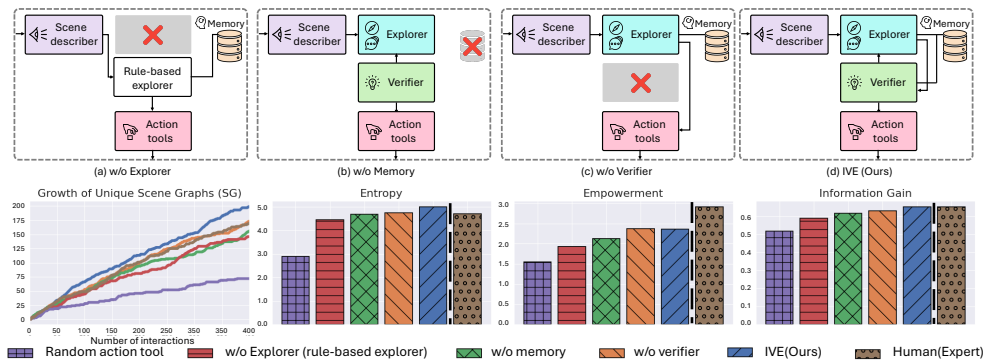 Scene
describer
Memory
Rule-based
explorer
Action
tools
(a) w/o Explorer
Scene
describer
Explorer
Verifier
Action
tools
(b) w/o Memory
Scene
describer
Explorer
Memory
Action
tools
(c) w/o Verifier
Scene
describer
Explorer
Memory
Verifier
Action
tools
(d) IVE (Ours)
Growth of Unique Scene Graphs (SG)
200
175
150
125
100
75
50
25
0
0 50 100 150 200 250 300 350 400
Number of interactions
Entropy
5.0
4.0
3.0
2.0
1.0
0.0
Empowerment
3.0
2.5
2.0
1.5
1.0
0.5
0.0
Information Gain
0.6
0.5
0.4
0.3
0.2
0.1
0.0
Random action tool w/o Explorer (rule-based explorer) w/o memory w/o verifier IVE(Ours) Human(Expert)